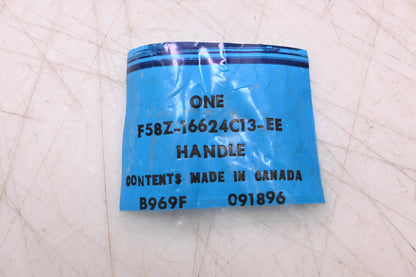 ONE
F58Z-16624C13-EE
HANDLE
CONTENTS MADE IN CANADA
B969F 091896